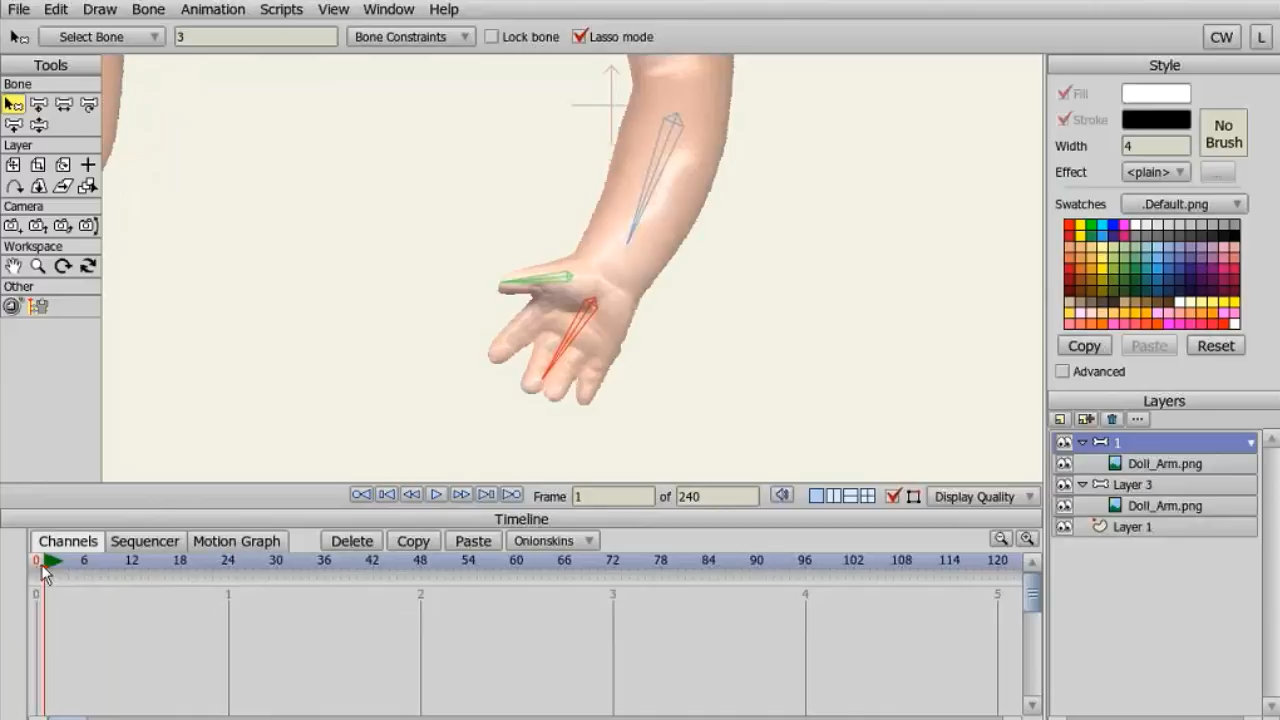 File Edit Draw Bone Animation Scripts View Window Help
Select Bone 3 Bone Constraints Lock bone Lasso mode CW L
Tools
Bone
Layer
Camera
Workspace
Other
Style
Fill
Stroke
No Brush
Width 4
Effect <plain> ...
Swatches .Default.png
Copy Paste Reset
Advanced
Layers
1
Doll_Arm.png
Layer 3
Doll_Arm.png
Layer 1
Frame 1 of 240 Display Quality
Timeline
Channels Sequencer Motion Graph Delete Copy Paste Onionskins
0 6 12 18 24 30 36 42 48 54 60 66 72 78 84 90 96 102 108 114 120
0 1 2 3 4 5